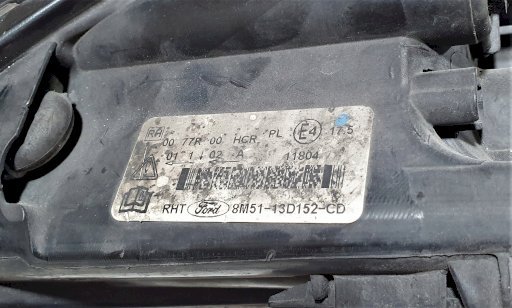 RA
00 77R 00 HCR PL E4 17.5
01 1 02 A 11804
RHT Ford 8M51-13D152-CD